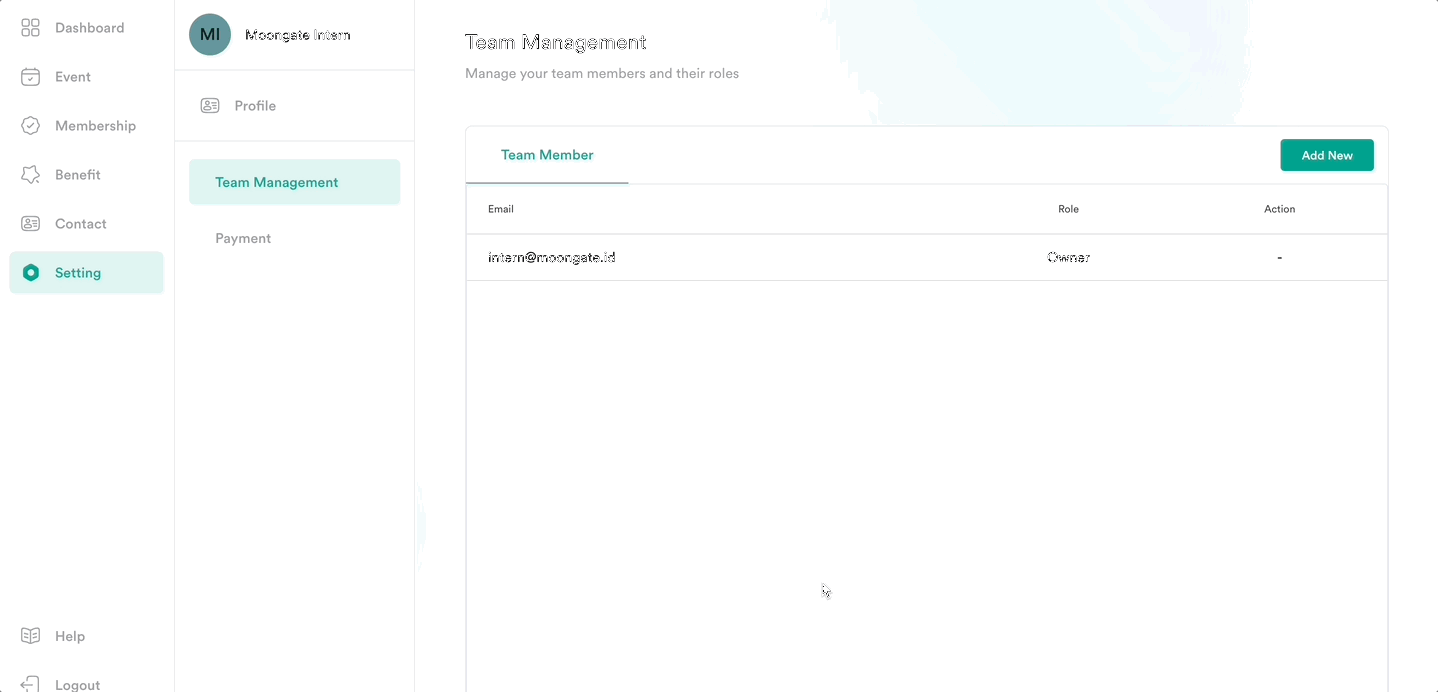 Dashboard
Event
Membership
Benefit
Contact
Setting
Help
Logout
MI
Moongate Intern
Profile
Team Management
Payment
Team Management
Manage your team members and their roles
Team Member
Add New
Email Role Action
intern@moongate.id Owner -